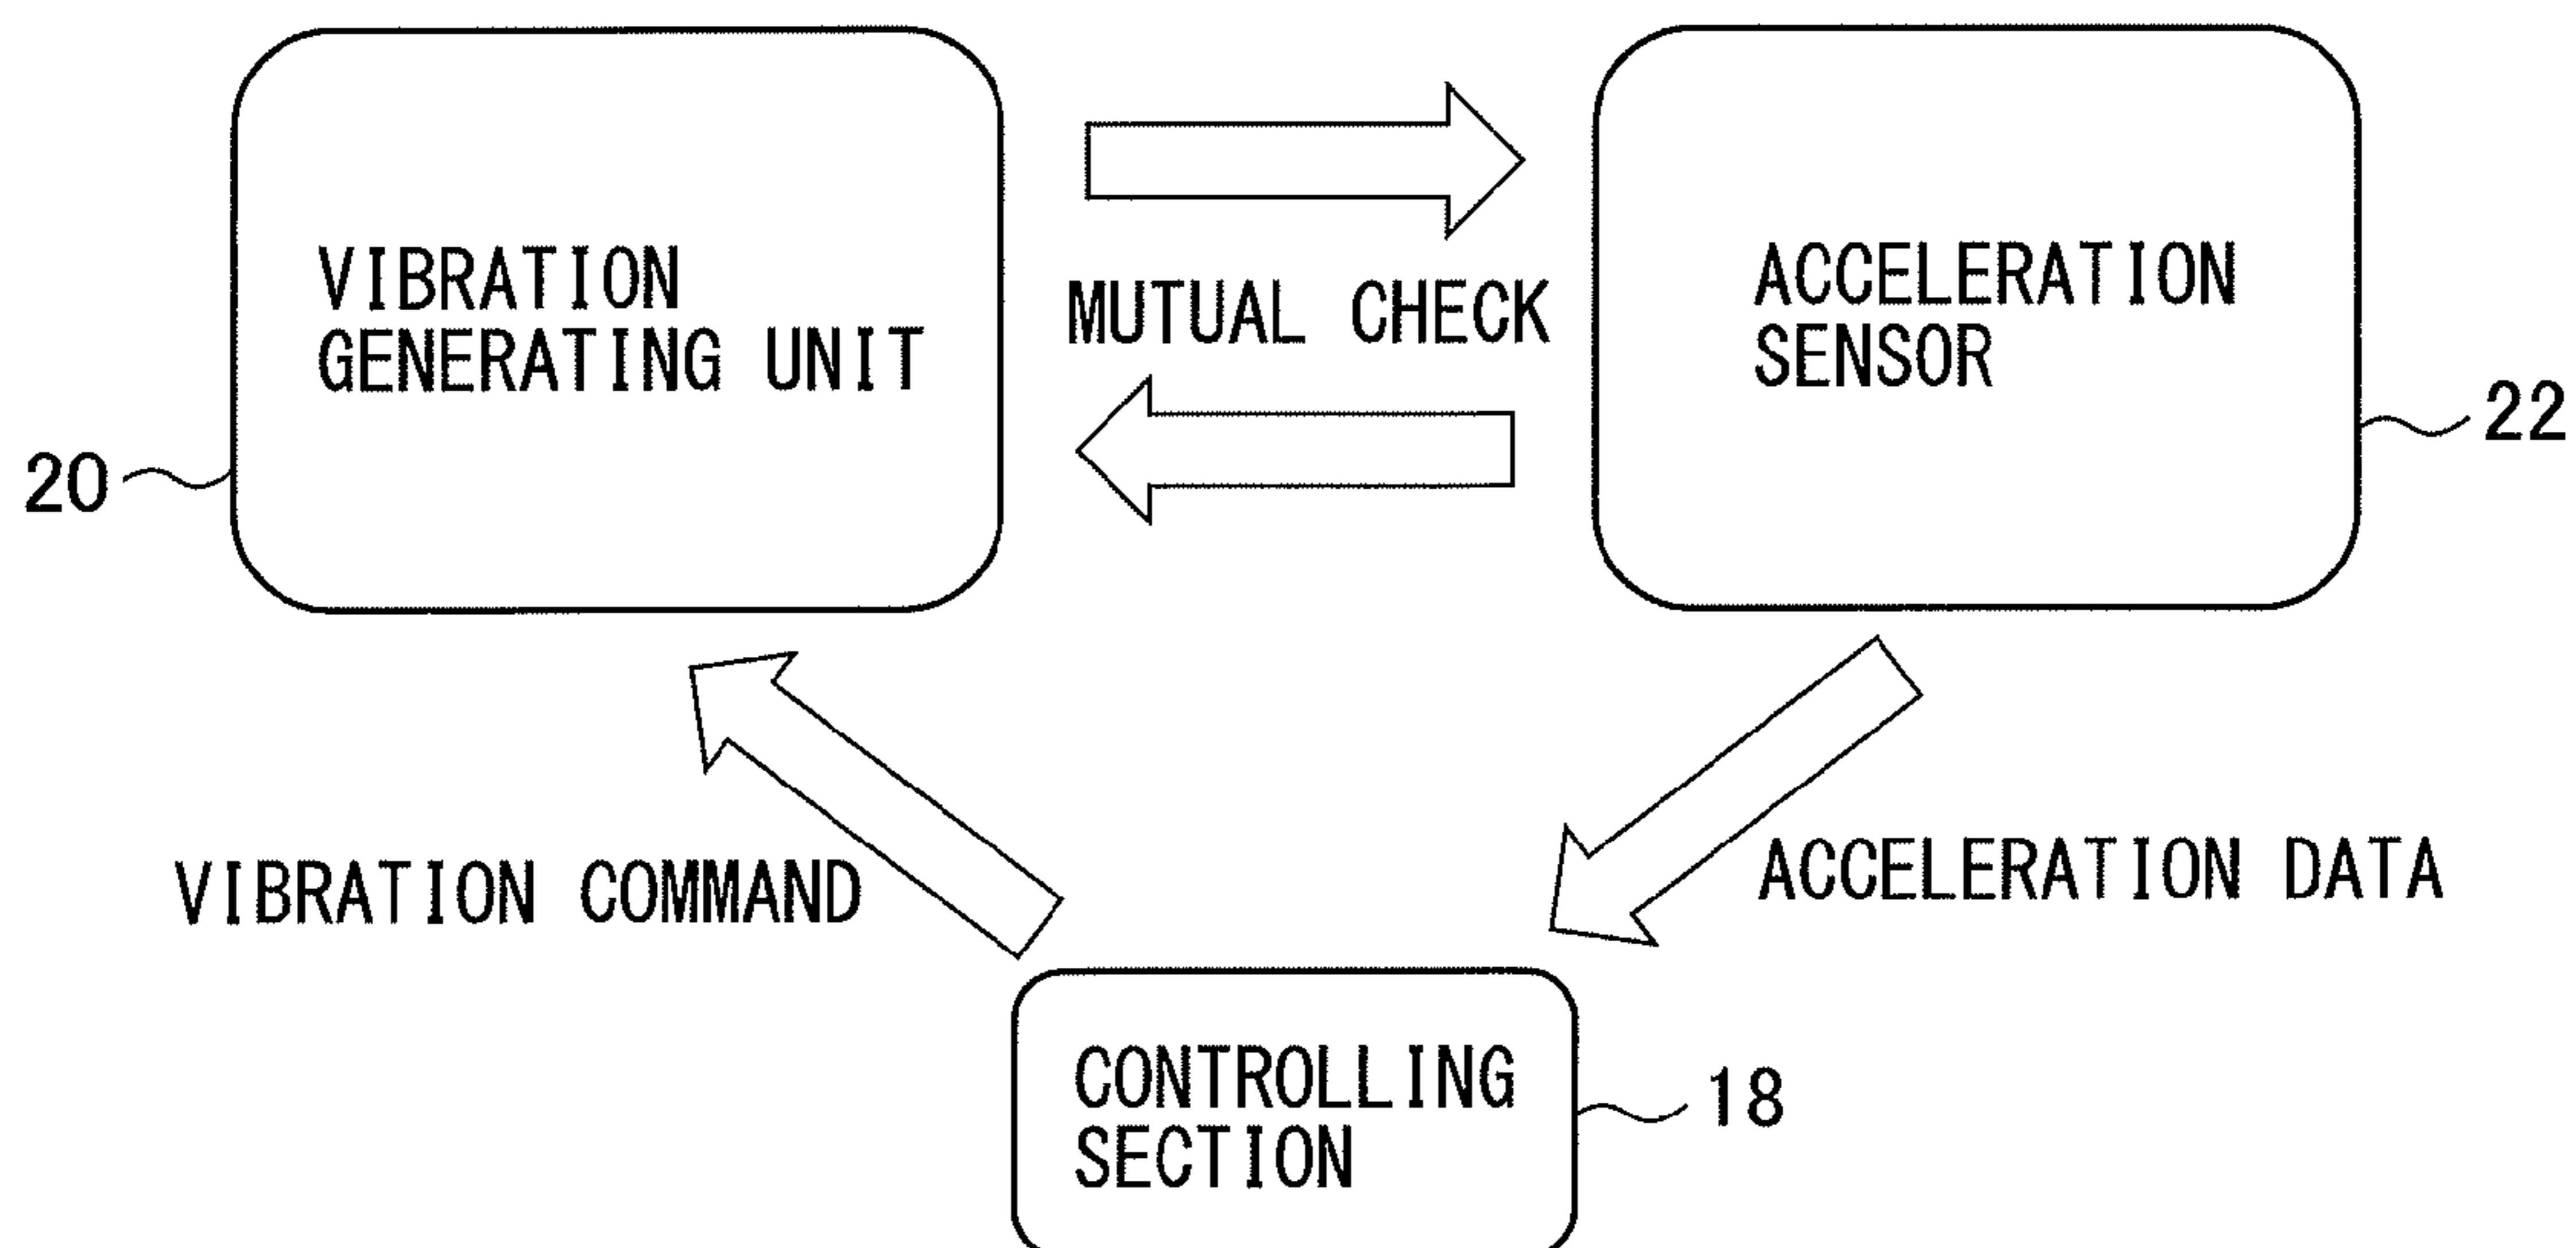 VIBRATION
GENERATING UNIT
20
MUTUAL CHECK
ACCELERATION
SENSOR
22
VIBRATION COMMAND
ACCELERATION DATA
CONTROLLING
SECTION
18